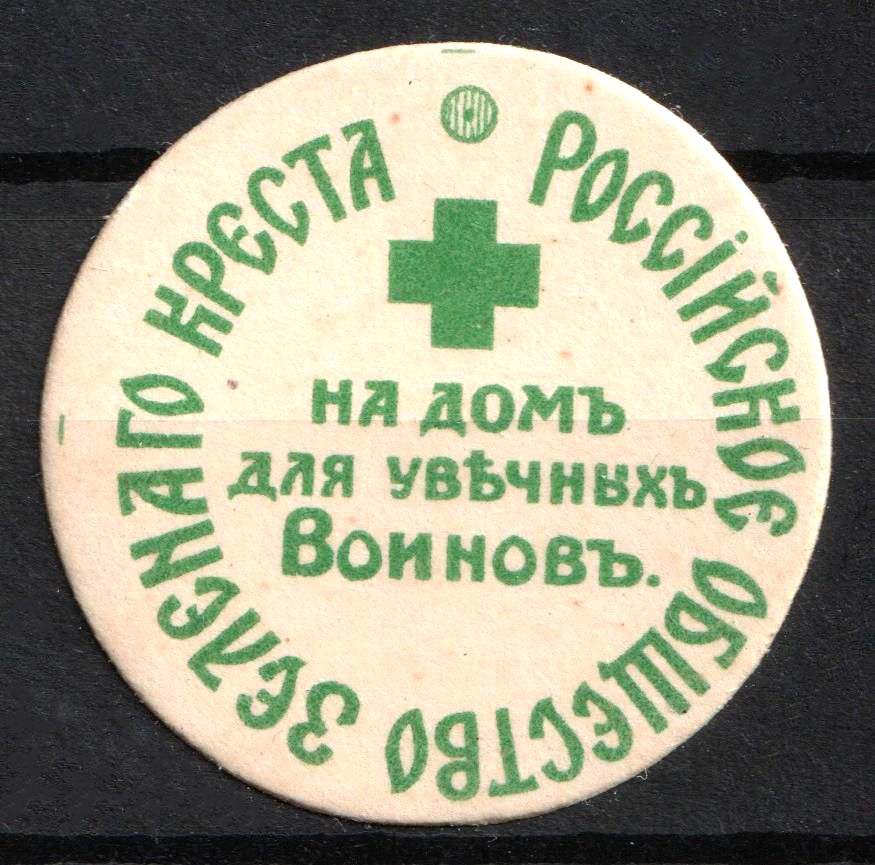 РОССІЙСКОЕ ОБЩЕСТВО ЗЕЛЕНАГО КРЕСТА
НА ДОМЪ
ДЛЯ УВѢЧНЫХЪ
ВОИНОВЪ.